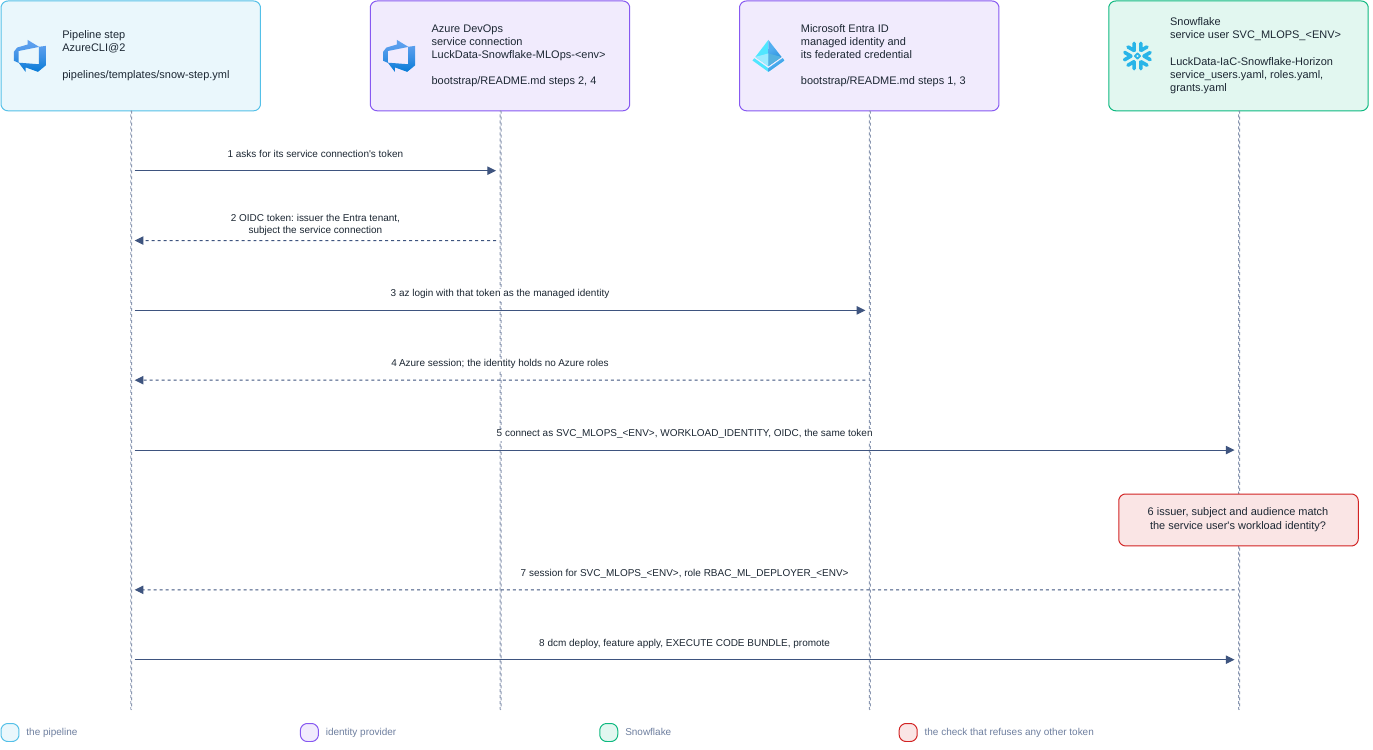 Pipeline step
AzureCLI@2
pipelines/templates/snow-step.yml
Azure DevOps
service connection
LuckData-Snowflake-MLOps-<env>
bootstrap/README.md steps 2, 4
Microsoft Entra ID
managed identity and
its federated credential
bootstrap/README.md steps 1, 3
Snowflake
service user SVC_MLOPS_<ENV>
LuckData-IaC-Snowflake-Horizon
service_users.yaml, roles.yaml,
grants.yaml
1 asks for its service connection's token
2 OIDC token: issuer the Entra tenant,
subject the service connection
3 az login with that token as the managed identity
4 Azure session; the identity holds no Azure roles
5 connect as SVC_MLOPS_<ENV>, WORKLOAD_IDENTITY, OIDC, the same token
6 issuer, subject and audience match
the service user's workload identity?
7 session for SVC_MLOPS_<ENV>, role RBAC_ML_DEPLOYER_<ENV>
8 dcm deploy, feature apply, EXECUTE CODE BUNDLE, promote
the pipeline
identity provider
Snowflake
the check that refuses any other token